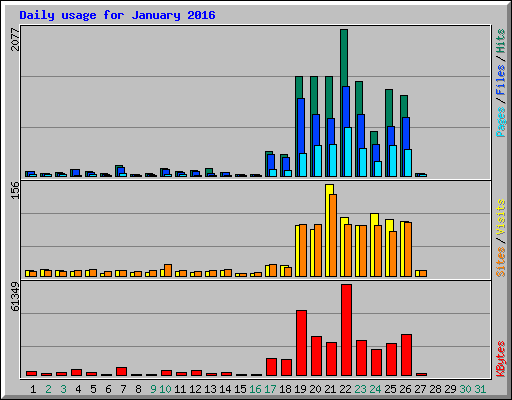 Daily usage for January 2016
2077
Pages/Files/Hits
156
Sites/Visits
61349
KBytes
1 2 3 4 5 6 7 8 9 10 11 12 13 14 15 16 17 18 19 20 21 22 23 24 25 26 27 28 29 30 31